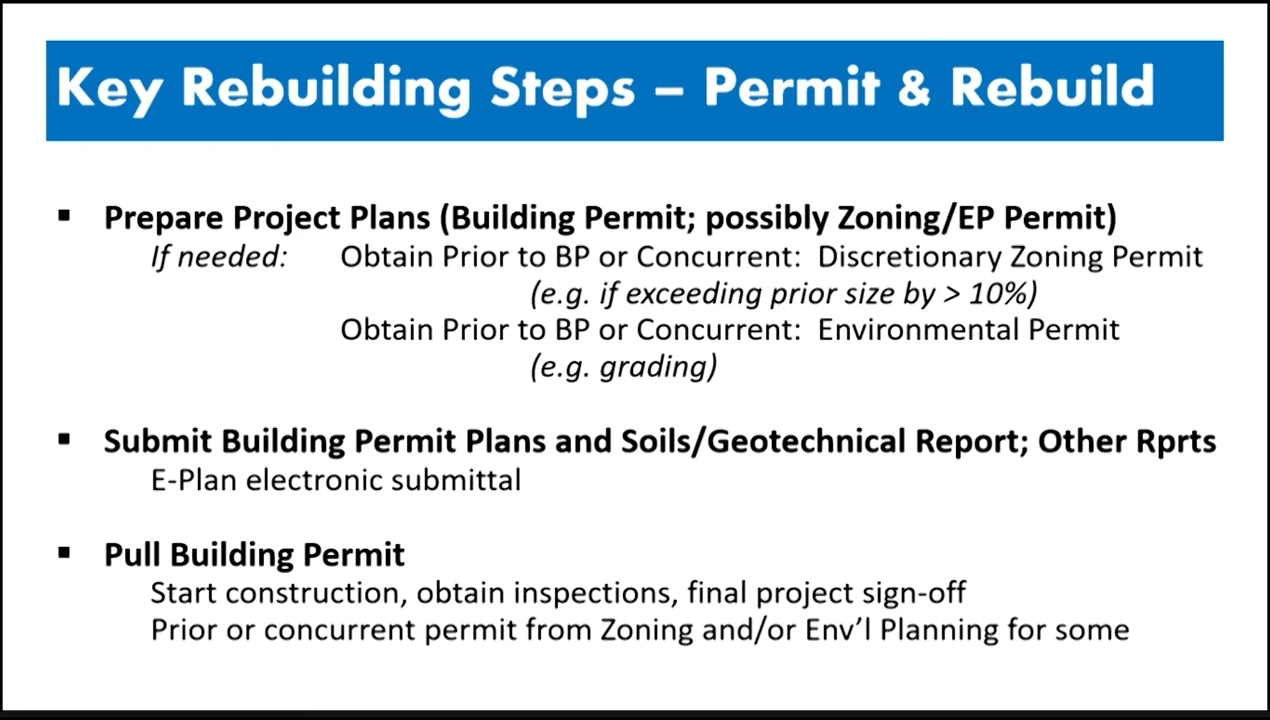 Key Rebuilding Steps – Permit & Rebuild
▪ Prepare Project Plans (Building Permit; possibly Zoning/EP Permit)
If needed: Obtain Prior to BP or Concurrent: Discretionary Zoning Permit
(e.g. if exceeding prior size by > 10%)
Obtain Prior to BP or Concurrent: Environmental Permit
(e.g. grading)
▪ Submit Building Permit Plans and Soils/Geotechnical Report; Other Rprts
E-Plan electronic submittal
▪ Pull Building Permit
Start construction, obtain inspections, final project sign-off
Prior or concurrent permit from Zoning and/or Env’l Planning for some